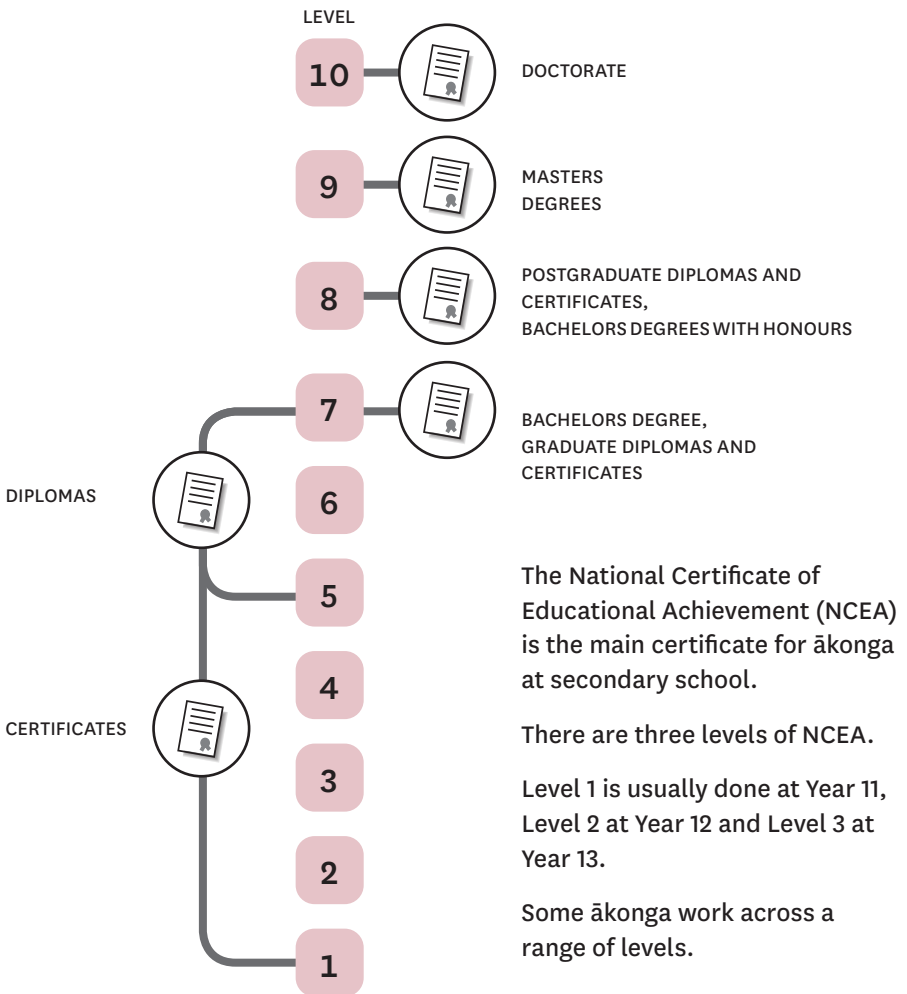 LEVEL
10
DOCTORATE
9
MASTERS
DEGREES
8
POSTGRADUATE DIPLOMAS AND
CERTIFICATES,
BACHELORS DEGREES WITH HONOURS
7
BACHELORS DEGREE,
GRADUATE DIPLOMAS AND
CERTIFICATES
DIPLOMAS
6
5
4
CERTIFICATES
3
2
1
The National Certificate of
Educational Achievement (NCEA)
is the main certificate for ākonga
at secondary school.
There are three levels of NCEA.
Level 1 is usually done at Year 11,
Level 2 at Year 12 and Level 3 at
Year 13.
Some ākonga work across a
range of levels.